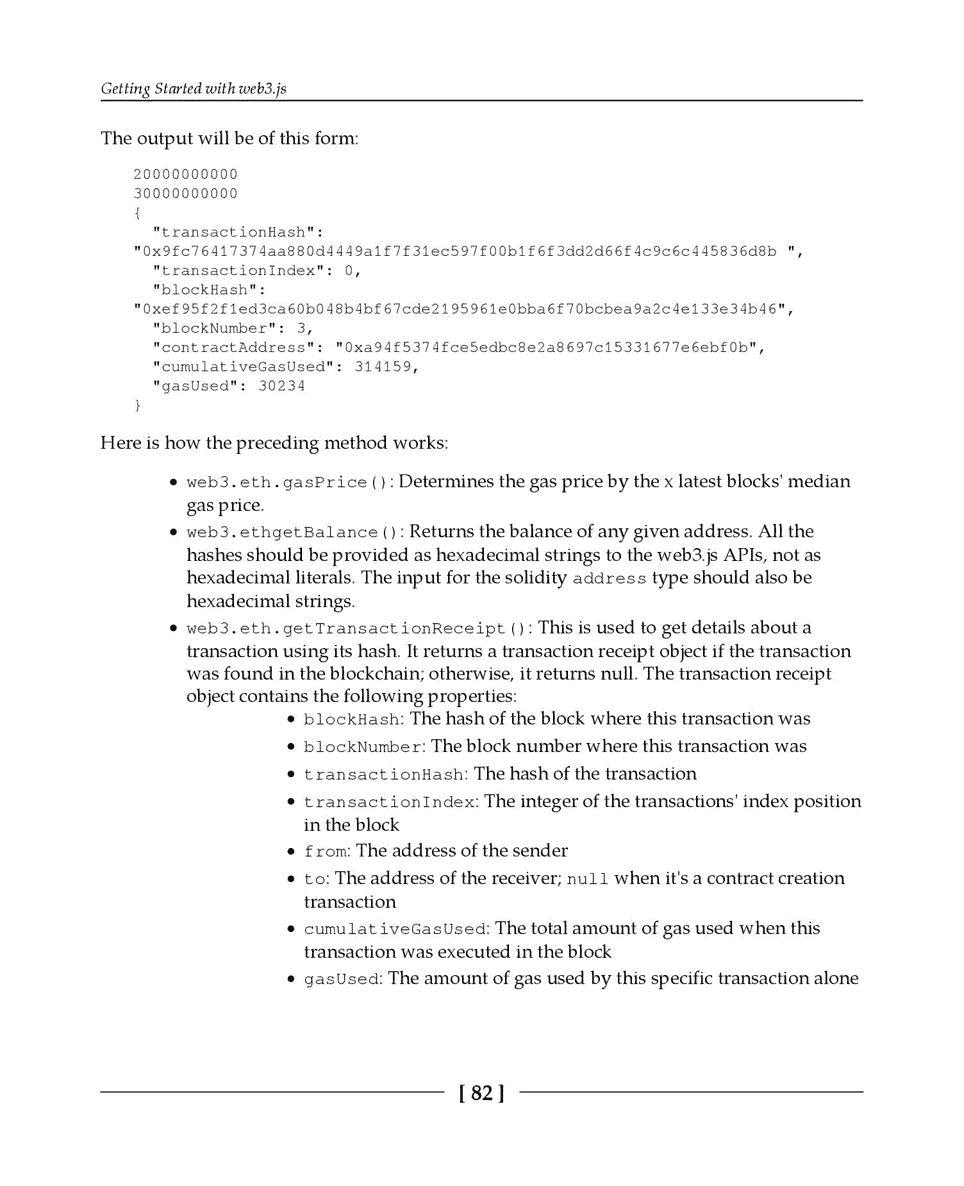 Getting Started with web3.js
The output will be of this form:
20000000000
30000000000
{
"transactionHash":
"0x9fc76417374aa880d4449a1f7f31ec597f00b1f6f3dd2d66f4c9c6c445836d8b ",
"transactionIndex": 0,
"blockHash":
"0xef95f2f1ed3ca60b048b4bf67cde2195961e0bba6f70bcbea9a2c4e133e34b46",
"blockNumber": 3,
"contractAddress": "0xa94f5374fce5edbc8e2a8697c15331677e6ebf0b",
"cumulativeGasUsed": 314159,
"gasUsed": 30234
}
Here is how the preceding method works:
• web3.eth.gasPrice(): Determines the gas price by the x latest blocks' median
gas price.
• web3.ethgetBalance(): Returns the balance of any given address. All the
hashes should be provided as hexadecimal strings to the web3.js APIs, not as
hexadecimal literals. The input for the solidity address type should also be
hexadecimal strings.
• web3.eth.getTransactionReceipt(): This is used to get details about a
transaction using its hash. It returns a transaction receipt object if the transaction
was found in the blockchain; otherwise, it returns null. The transaction receipt
object contains the following properties:
• blockHash: The hash of the block where this transaction was
• blockNumber: The block number where this transaction was
• transactionHash: The hash of the transaction
• transactionIndex: The integer of the transactions' index position
in the block
• from: The address of the sender
• to: The address of the receiver; null when it's a contract creation
transaction
• cumulativeGasUsed: The total amount of gas used when this
transaction was executed in the block
• gasUsed: The amount of gas used by this specific transaction alone
[ 82 ]